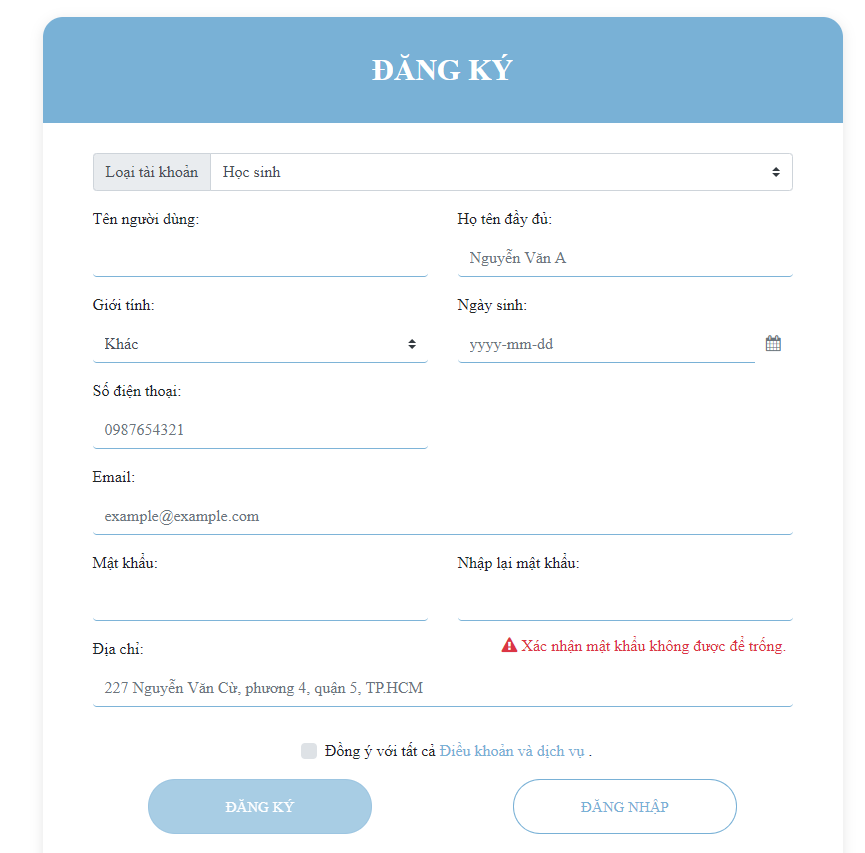 ĐĂNG KÝ
Loại tài khoản Học sinh
Tên người dùng: Họ tên đầy đủ:
Nguyễn Văn A
Giới tính: Ngày sinh:
Khác yyyy-mm-dd
Số điện thoại:
0987654321
Email:
example@example.com
Mật khẩu: Nhập lại mật khẩu:
Xác nhận mật khẩu không được để trống.
Địa chỉ:
227 Nguyễn Văn Cừ, phương 4, quận 5, TP.HCM
Đồng ý với tất cả Điều khoản và dịch vụ .
ĐĂNG KÝ ĐĂNG NHẬP